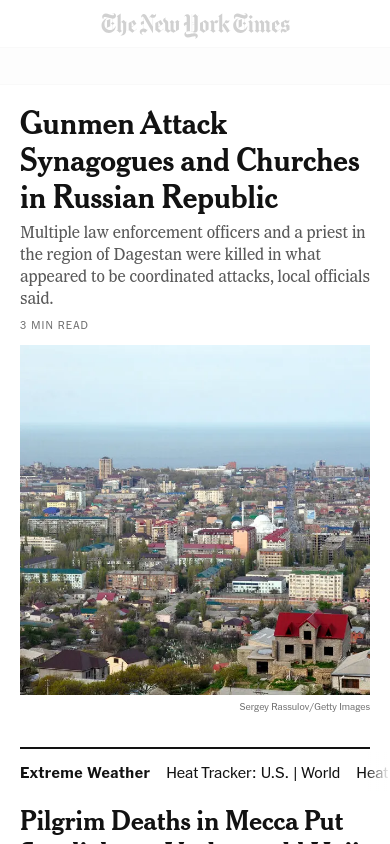 The New York Times
Gunmen Attack
Synagogues and Churches
in Russian Republic
Multiple law enforcement officers and a priest in
the region of Dagestan were killed in what
appeared to be coordinated attacks, local officials
said.
3 MIN READ
Sergey Rassulov/Getty Images
Extreme Weather Heat Tracker: U.S. | World Heat
Pilgrim Deaths in Mecca Put